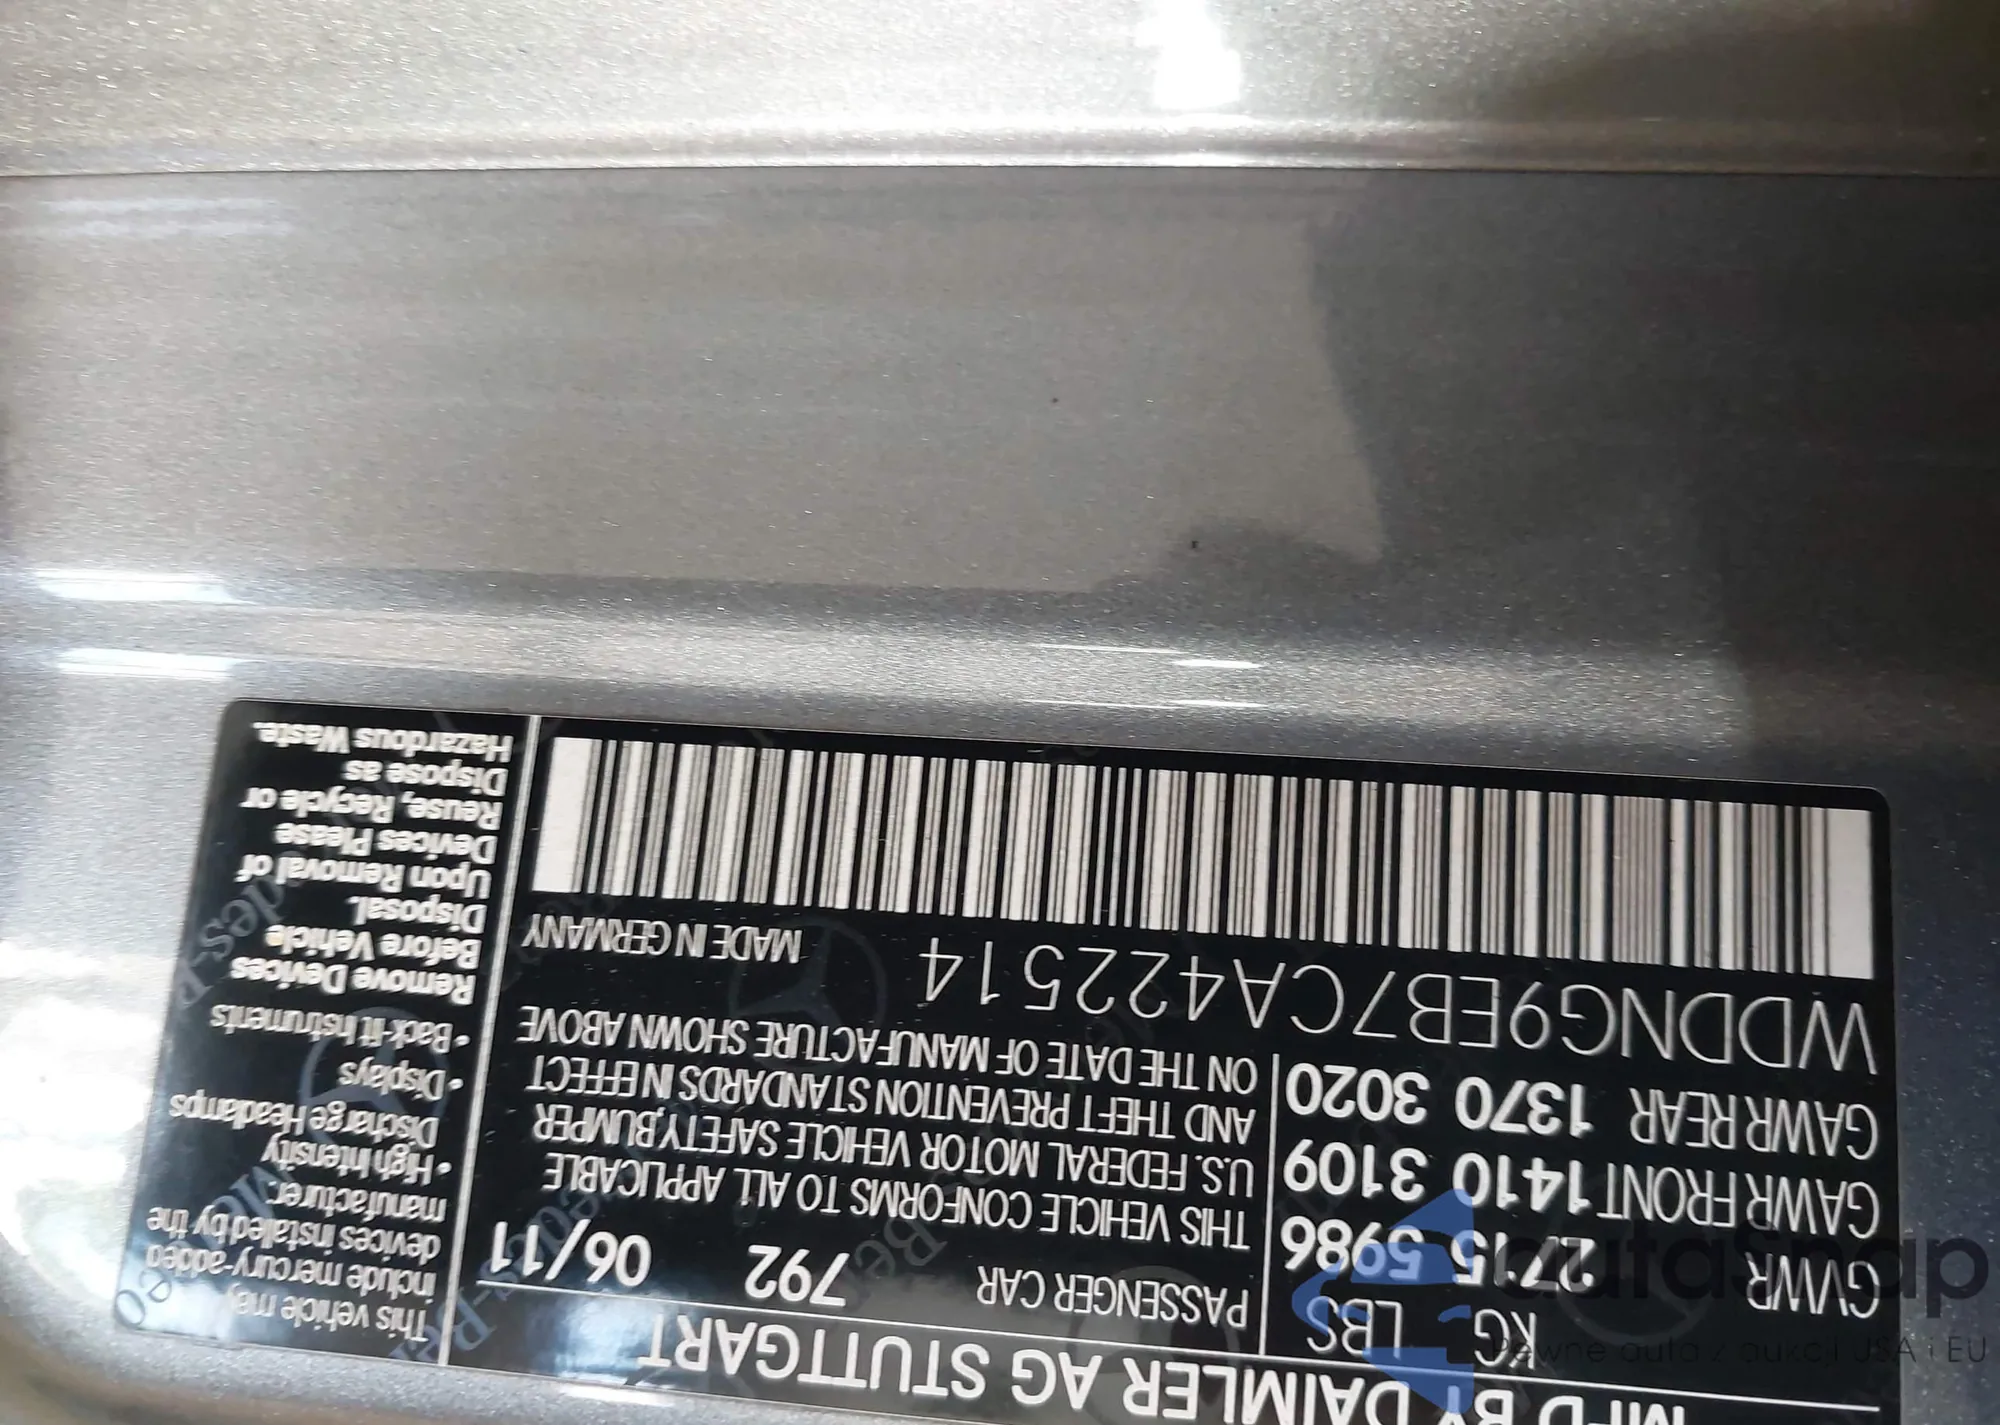 MFD BY DAIMLER AG STUTTGART
KG LBS
GVWR 2715 5986
GAWR FRONT 1410 3109
GAWR REAR 1370 3020
PASSENGER CAR 792 06/11
THIS VEHICLE CONFORMS TO ALL APPLICABLE
U.S. FEDERAL MOTOR VEHICLE SAFETY,BUMPER
AND THEFT PREVENTION STANDARDS IN EFFECT
ON THE DATE OF MANUFACTURE SHOWN ABOVE
WDDNG9EB7CA422514
MADE IN GERMANY
This vehicle may
include mercury-added
devices installed by the
manufacturer:
• High Intensity
Discharge Headlamps
• Displays
• Back-fit Instruments
Remove Devices
Before Vehicle
Disposal.
Upon Removal of
Devices Please
Reuse, Recycle or
Dispose as
Hazardous Waste.
autaSnap
Pewne auta z aukcji USA i EU